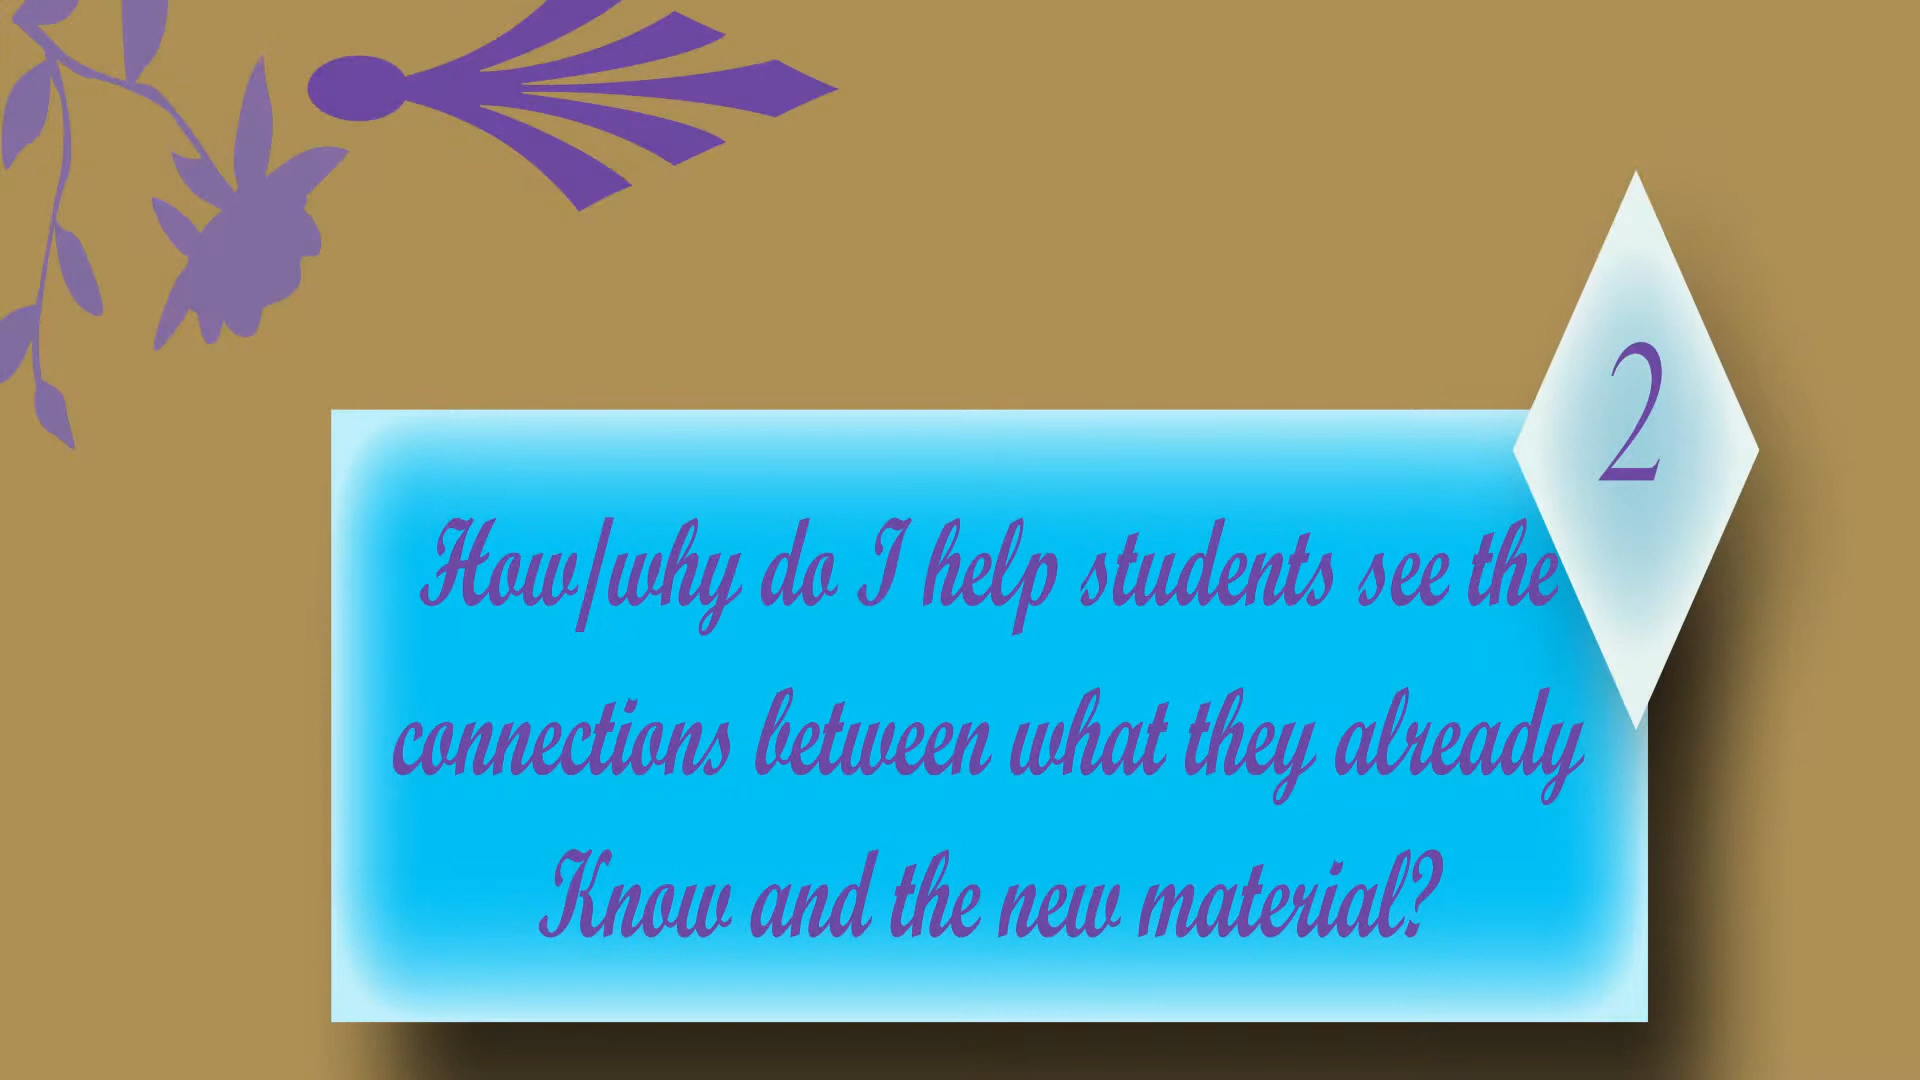 2
How/why do I help students see the
connections between what they already
Know and the new material?